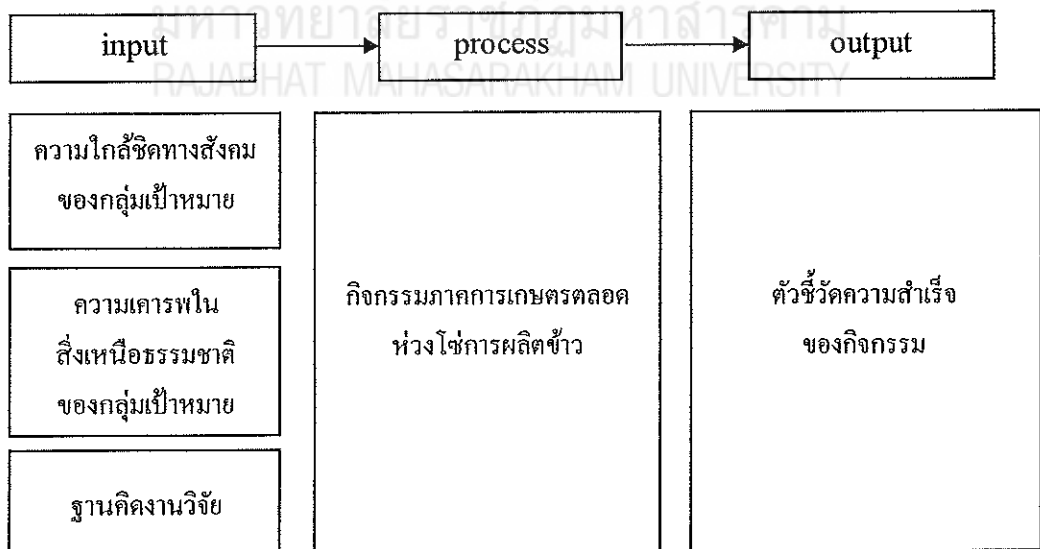 มหาวิทยาลัยราชภัฏมหาสารคาม
RAJABHAT MAHASARAKHAM UNIVERSITY
input
process
output
ความใกล้ชิดทางสังคม
ของกลุ่มเป้าหมาย
ความเคารพใน
สิ่งเหนือธรรมชาติ
ของกลุ่มเป้าหมาย
ฐานคิดงานวิจัย
กิจกรรมภาคการเกษตรตลอด
ห่วงโซ่การผลิตข้าว
ตัวชี้วัดความสำเร็จ
ของกิจกรรม